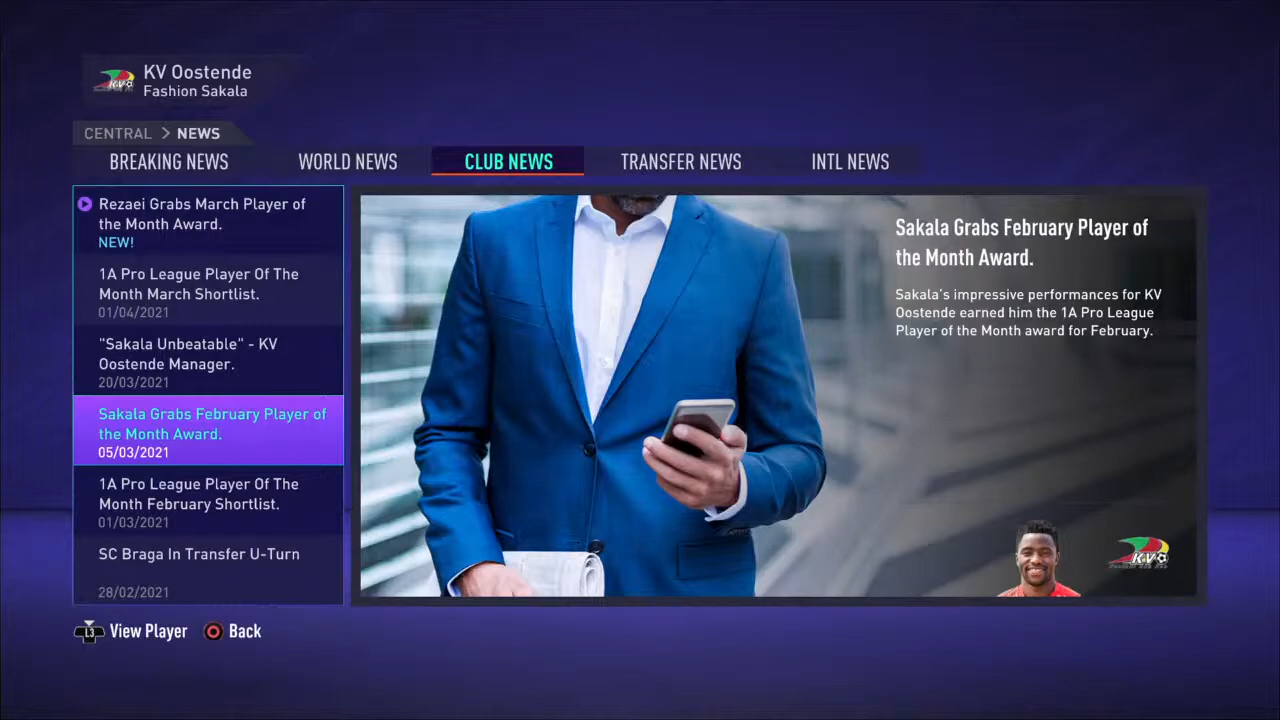 KV Oostende
Fashion Sakala
CENTRAL > NEWS
BREAKING NEWS
WORLD NEWS
CLUB NEWS
TRANSFER NEWS
INTL NEWS
Rezaei Grabs March Player of
the Month Award.
NEW!
1A Pro League Player Of The
Month March Shortlist.
01/04/2021
"Sakala Unbeatable" - KV
Oostende Manager.
20/03/2021
Sakala Grabs February Player of
the Month Award.
05/03/2021
1A Pro League Player Of The
Month February Shortlist.
01/03/2021
SC Braga In Transfer U-Turn
28/02/2021
Sakala Grabs February Player of
the Month Award.
Sakala's impressive performances for KV
Oostende earned him the 1A Pro League
Player of the Month award for February.
KV
L3 View Player
Back